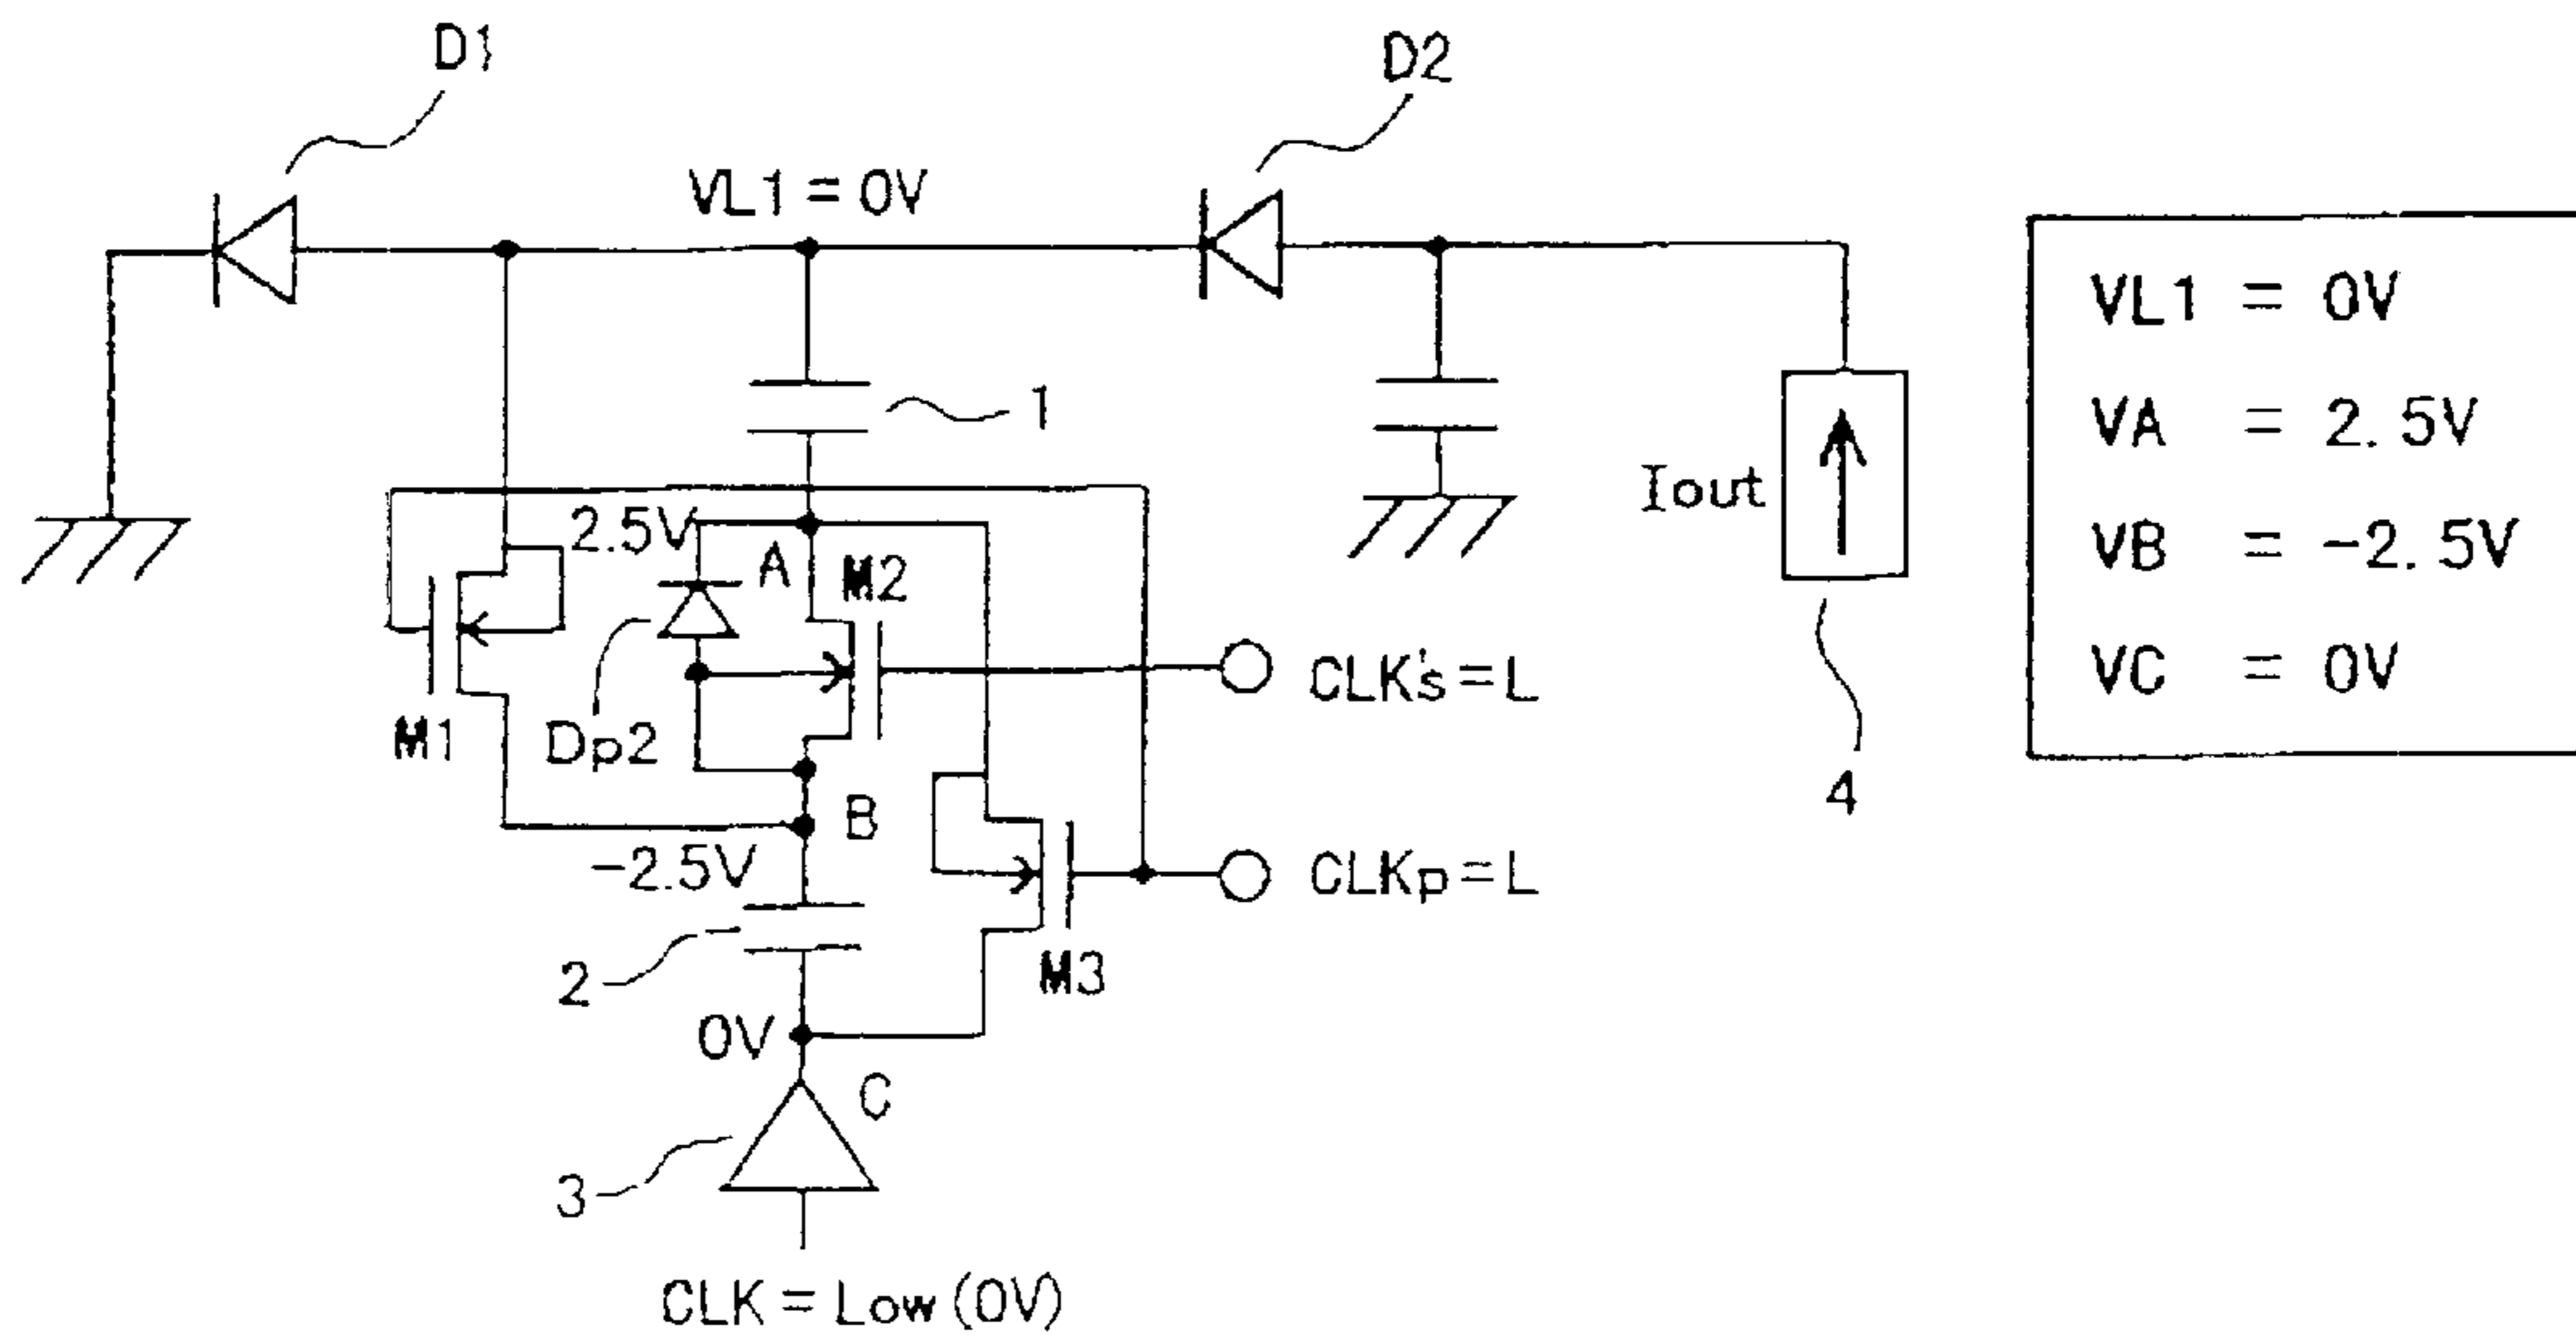 D1
D2
VL1 = 0V
VL1 = 0V
VA = 2.5V
VB = -2.5V
VC = 0V
1
Iout
2.5V
A
M2
CLK's = L
M1
Dp2
4
B
-2.5V
CLKp = L
2
M3
0V
C
3
CLK = Low (0V)